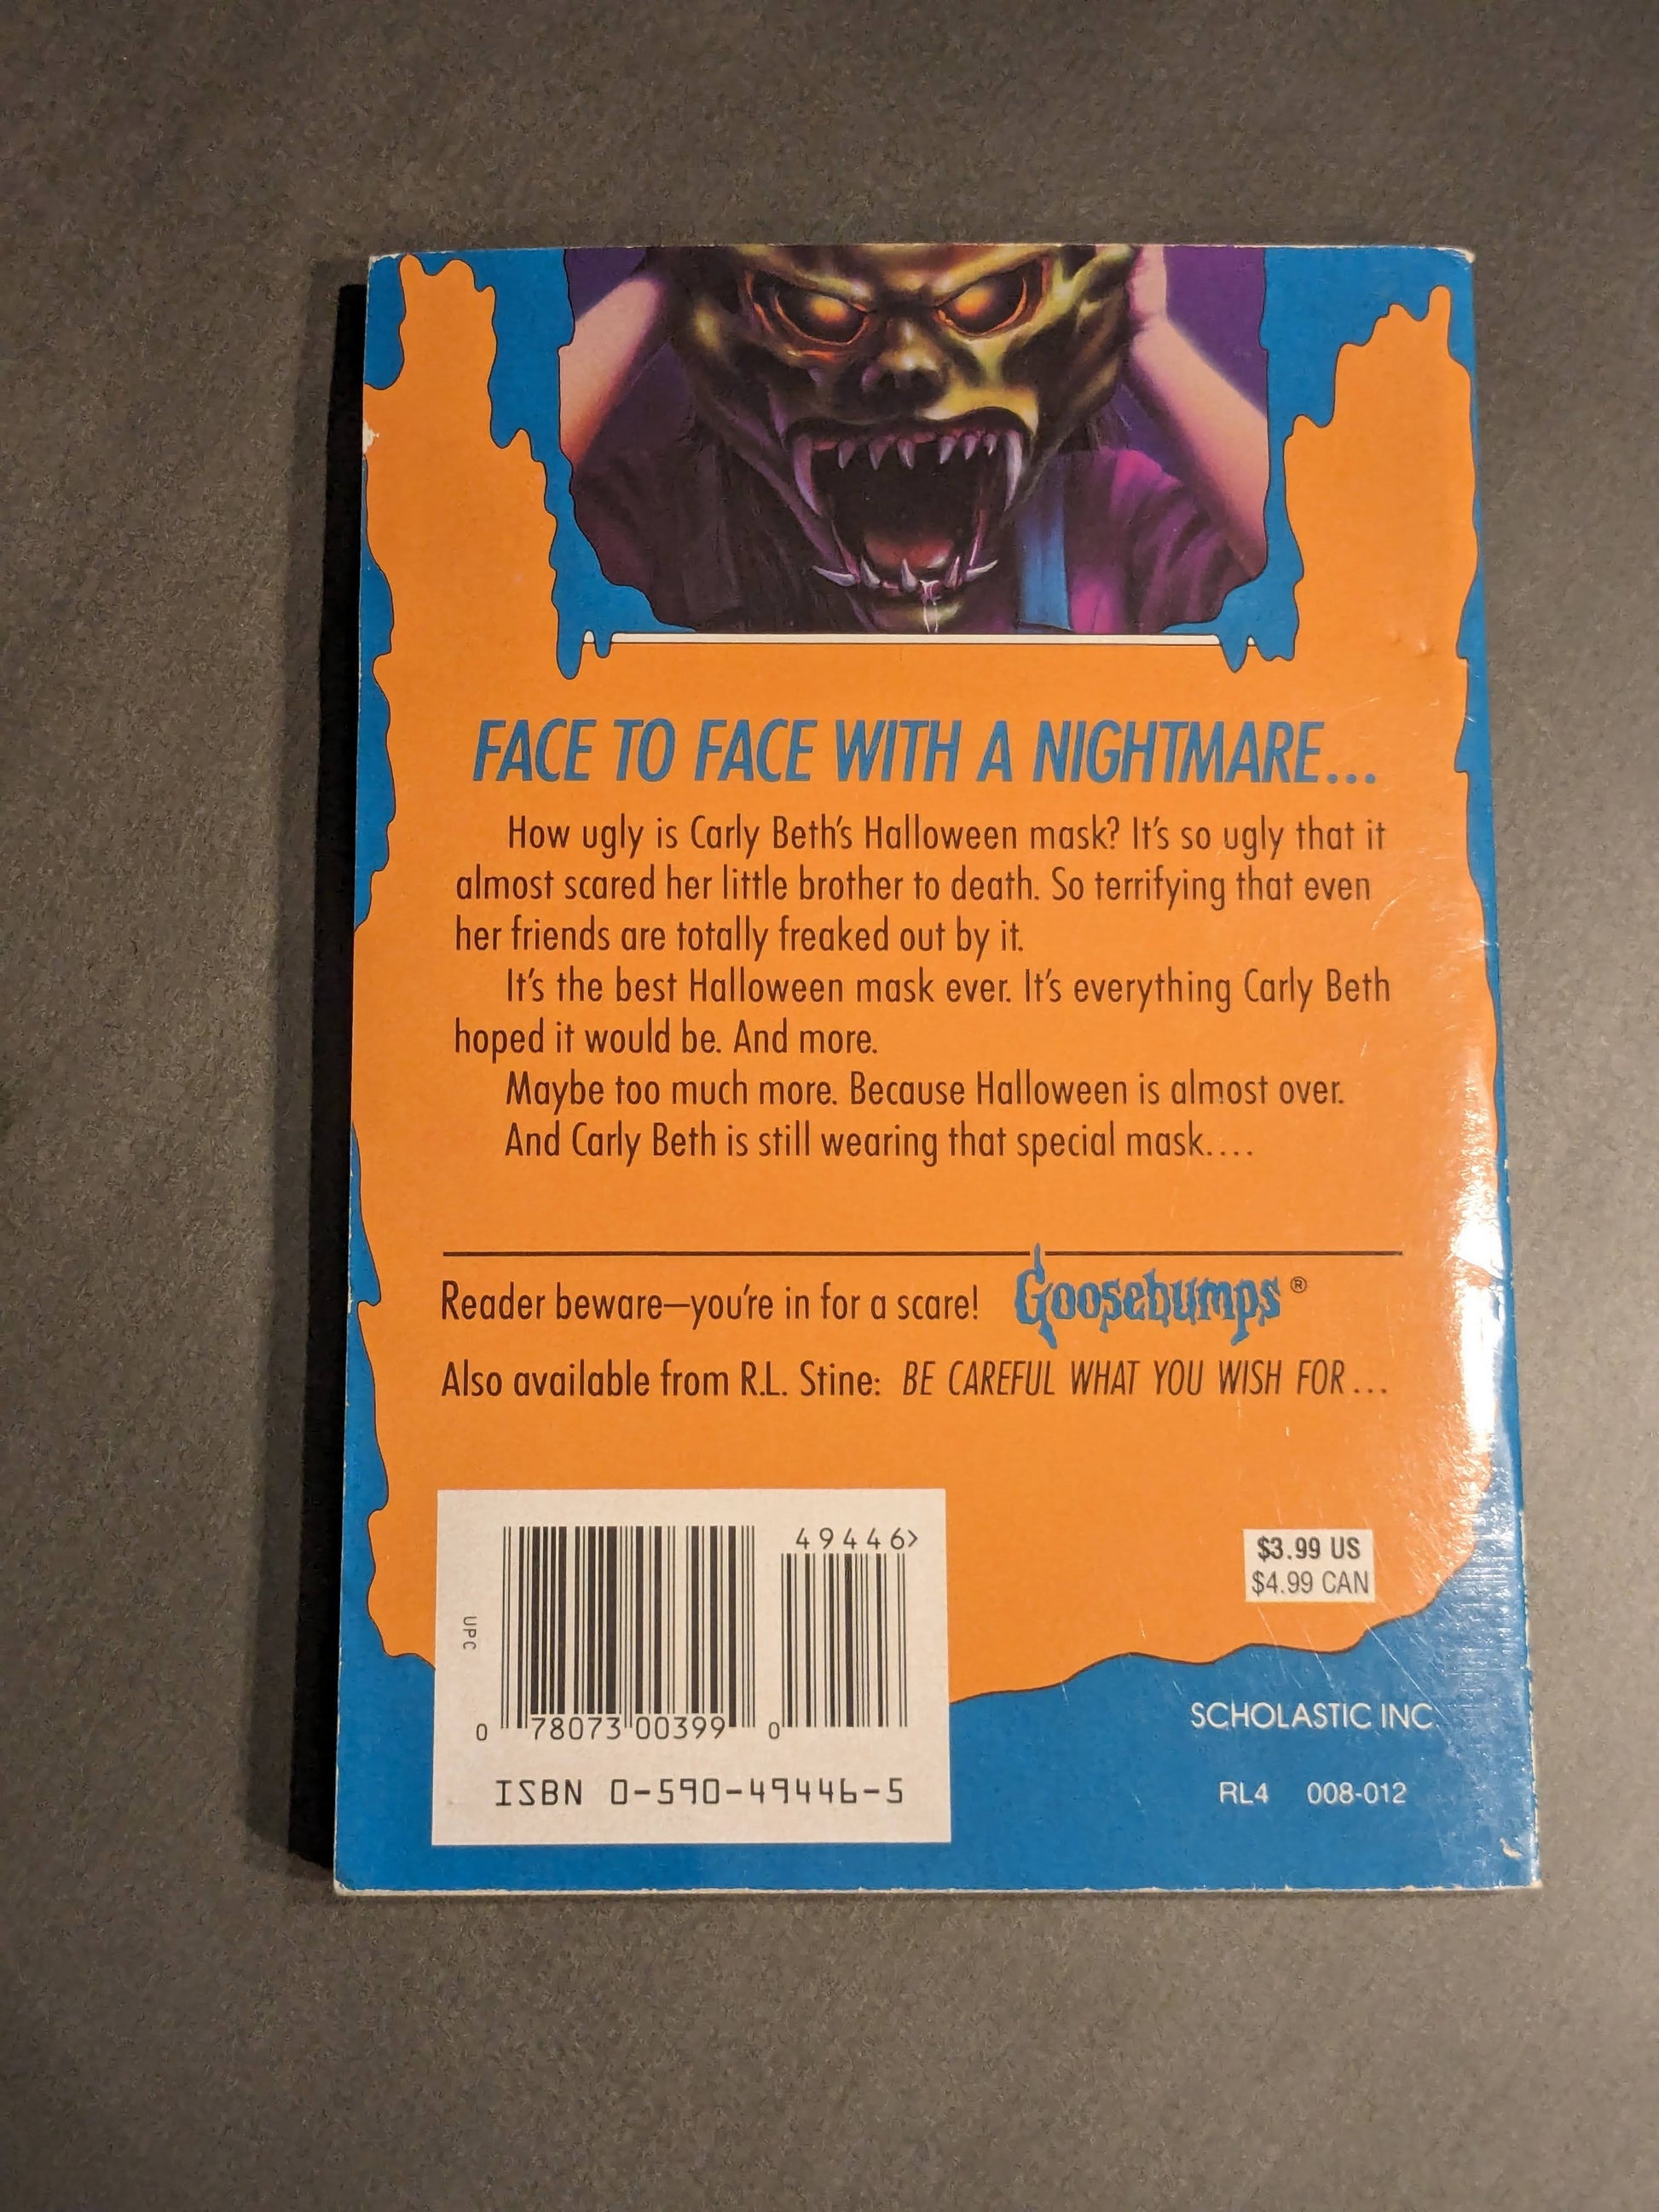 FACE TO FACE WITH A NIGHTMARE...
How ugly is Carly Beth's Halloween mask? It's so ugly that it
almost scared her little brother to death. So terrifying that even
her friends are totally freaked out by it.
It's the best Halloween mask ever. It's everything Carly Beth
hoped it would be. And more.
Maybe too much more. Because Halloween is almost over.
And Carly Beth is still wearing that special mask....
Reader beware—you're in for a scare! Goosebumps®
Also available from R.L. Stine: BE CAREFUL WHAT YOU WISH FOR...
49446>
UPC
0 78073 00399 0
ISBN 0-590-49446-5
$3.99 US
$4.99 CAN
SCHOLASTIC INC.
RL4 008-012